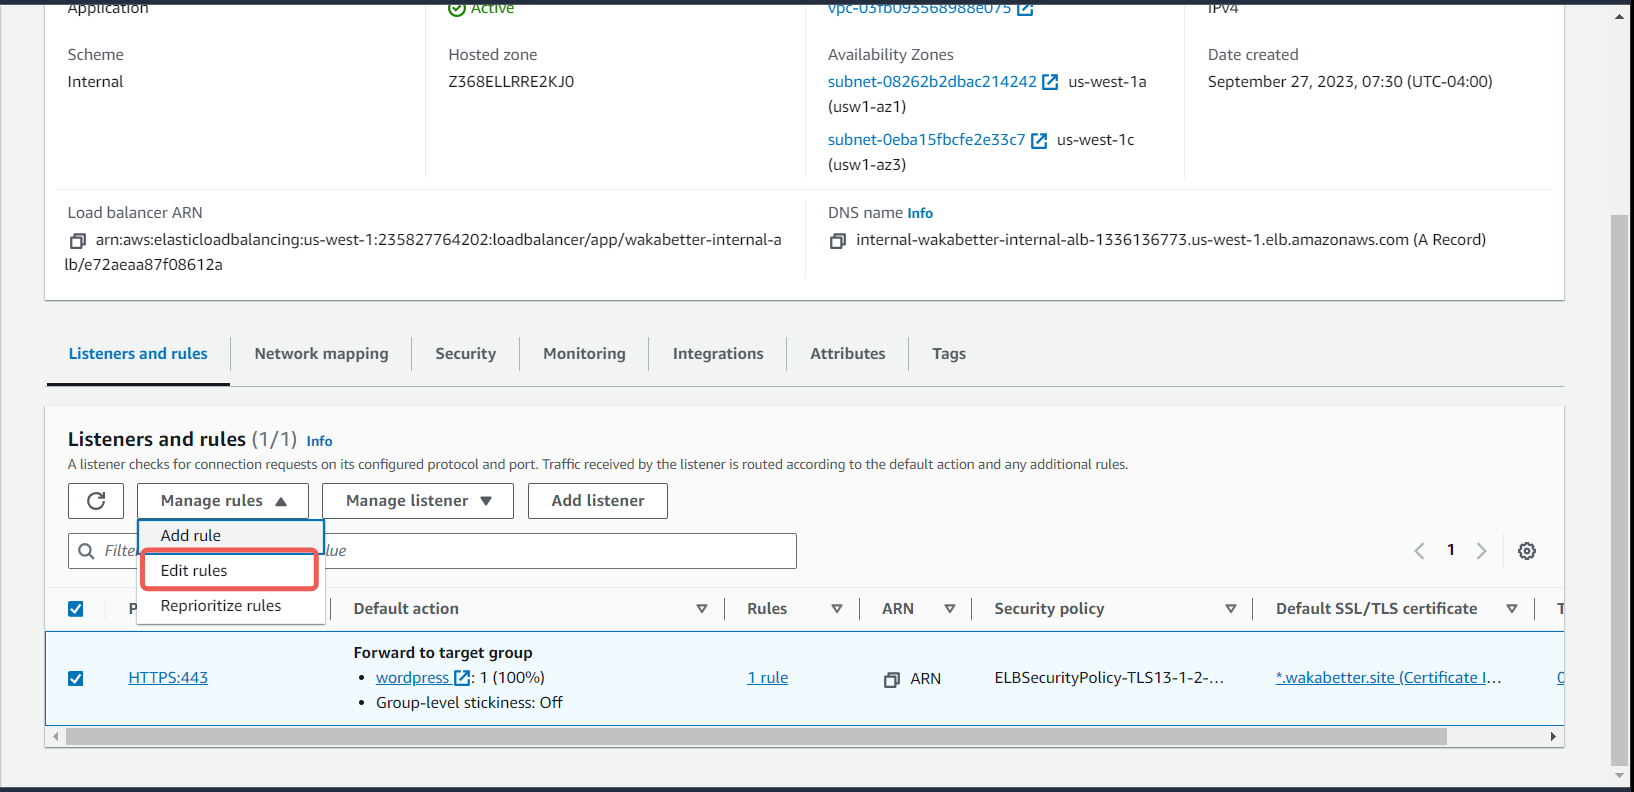 Application
Active
vpc-03fb093568988e075
IPv4
Scheme
Hosted zone
Availability Zones
Date created
Internal
Z368ELLRRE2KJ0
subnet-08262b2dbac214242 us-west-1a
(usw1-az1)
September 27, 2023, 07:30 (UTC-04:00)
subnet-0eba15fbcfe2e33c7 us-west-1c
(usw1-az3)
Load balancer ARN
DNS name Info
arn:aws:elasticloadbalancing:us-west-1:235827764202:loadbalancer/app/wakabetter-internal-a
lb/e72aeaa87f08612a
internal-wakabetter-internal-alb-1336136773.us-west-1.elb.amazonaws.com (A Record)
Listeners and rules
Network mapping
Security
Monitoring
Integrations
Attributes
Tags
Listeners and rules (1/1) Info
A listener checks for connection requests on its configured protocol and port. Traffic received by the listener is routed according to the default action and any additional rules.
Manage rules
Manage listener
Add listener
Add rule
Edit rules
Reprioritize rules
1
Default action
Rules
ARN
Security policy
Default SSL/TLS certificate
HTTPS:443
Forward to target group
• wordpress : 1 (100%)
• Group-level stickiness: Off
1 rule
ARN
ELBSecurityPolicy-TLS13-1-2-...
*.wakabetter.site (Certificate I...